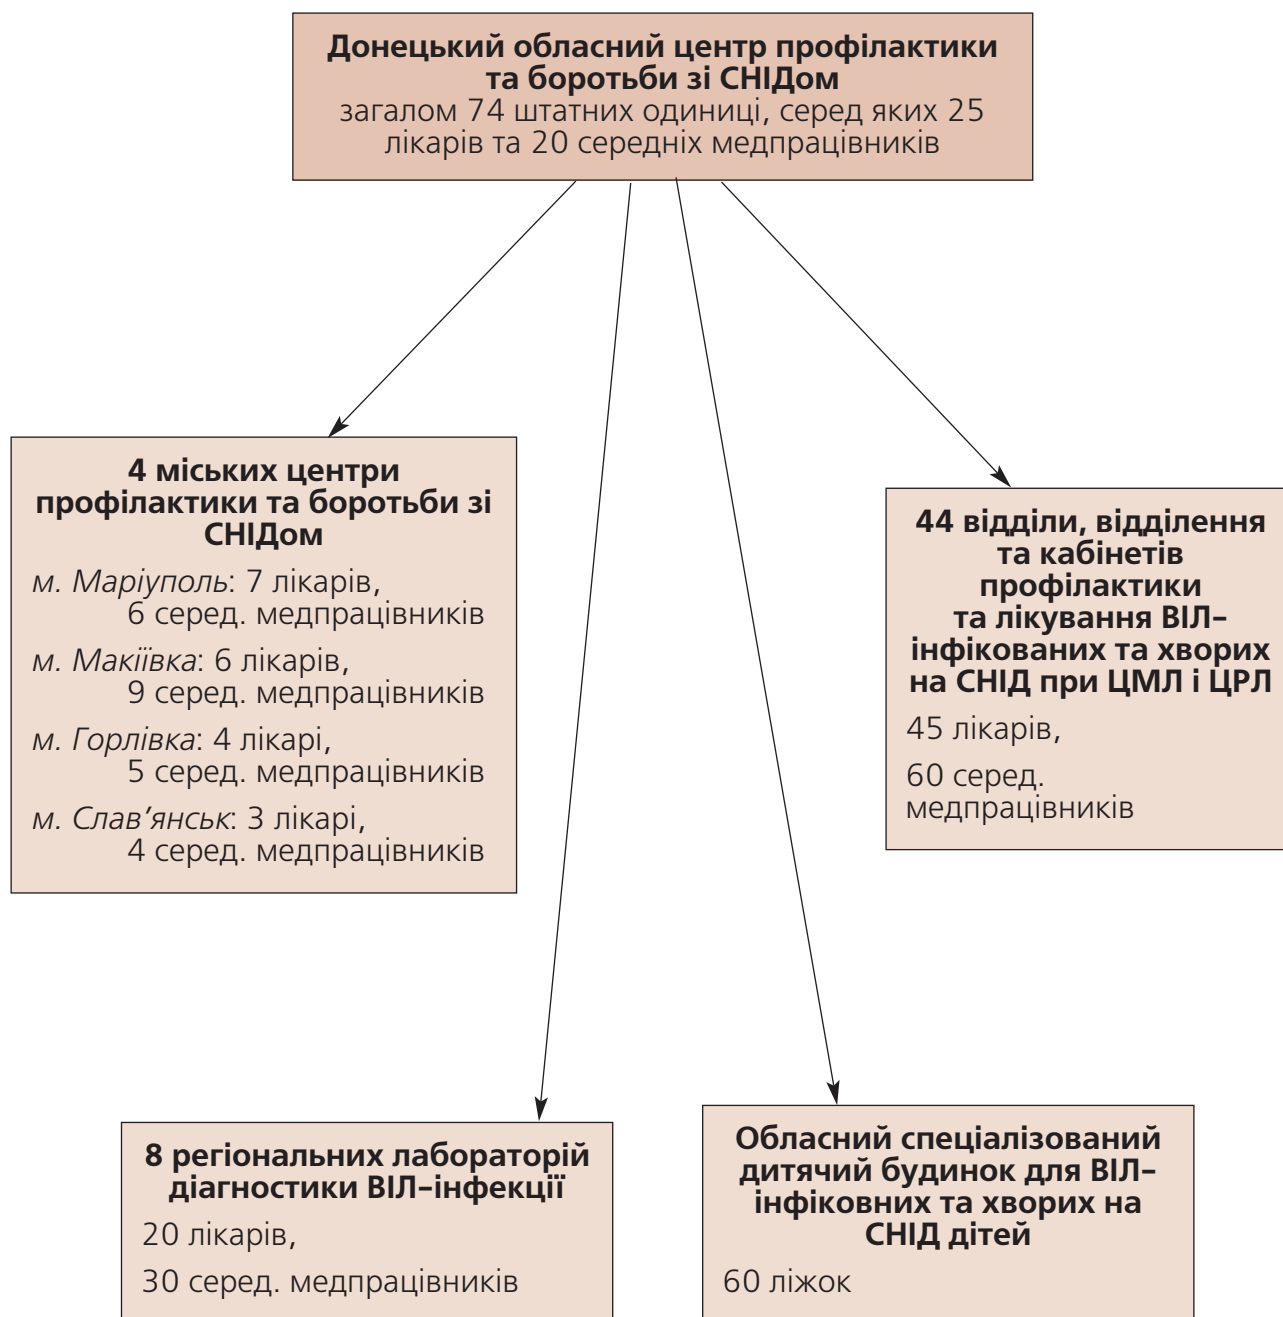 Донецький обласний центр профілактики
та боротьби зі СНІДом
загалом 74 штатних одиниці, серед яких 25
лікарів та 20 середніх медпрацівників
4 міських центри
профілактики та боротьби зі
СНІДом
м. Маріуполь: 7 лікарів,
6 серед. медпрацівників
м. Макіївка: 6 лікарів,
9 серед. медпрацівників
м. Горлівка: 4 лікарі,
5 серед. медпрацівників
м. Слав'янськ: 3 лікарі,
4 серед. медпрацівників
44 відділи, відділення
та кабінетів
профілактики
та лікування ВІЛ–
інфікованих та хворих
на СНІД при ЦМЛ і ЦРЛ
45 лікарів,
60 серед.
медпрацівників
8 регіональних лабораторій
діагностики ВІЛ–інфекції
20 лікарів,
30 серед. медпрацівників
Обласний спеціалізований
дитячий будинок для ВІЛ–
інфіковних та хворих на
СНІД дітей
60 ліжок